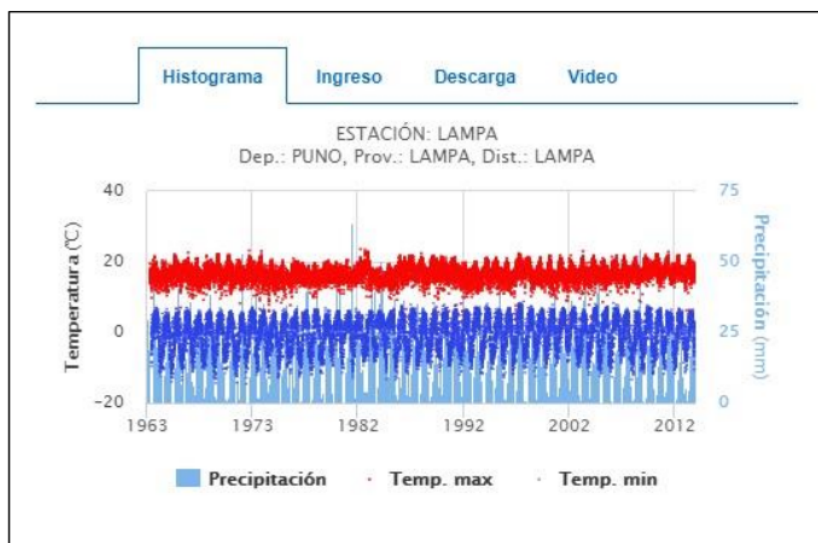 Histograma Ingreso Descarga Video
ESTACIÓN: LAMPA
Dep.: PUNO, Prov.: LAMPA, Dist.: LAMPA
40 75
20 50
0 25
-20 0
Temperatura (°C)
Precipitación (mm)
1963 1973 1982 1992 2002 2012
Precipitación Temp. max Temp. min